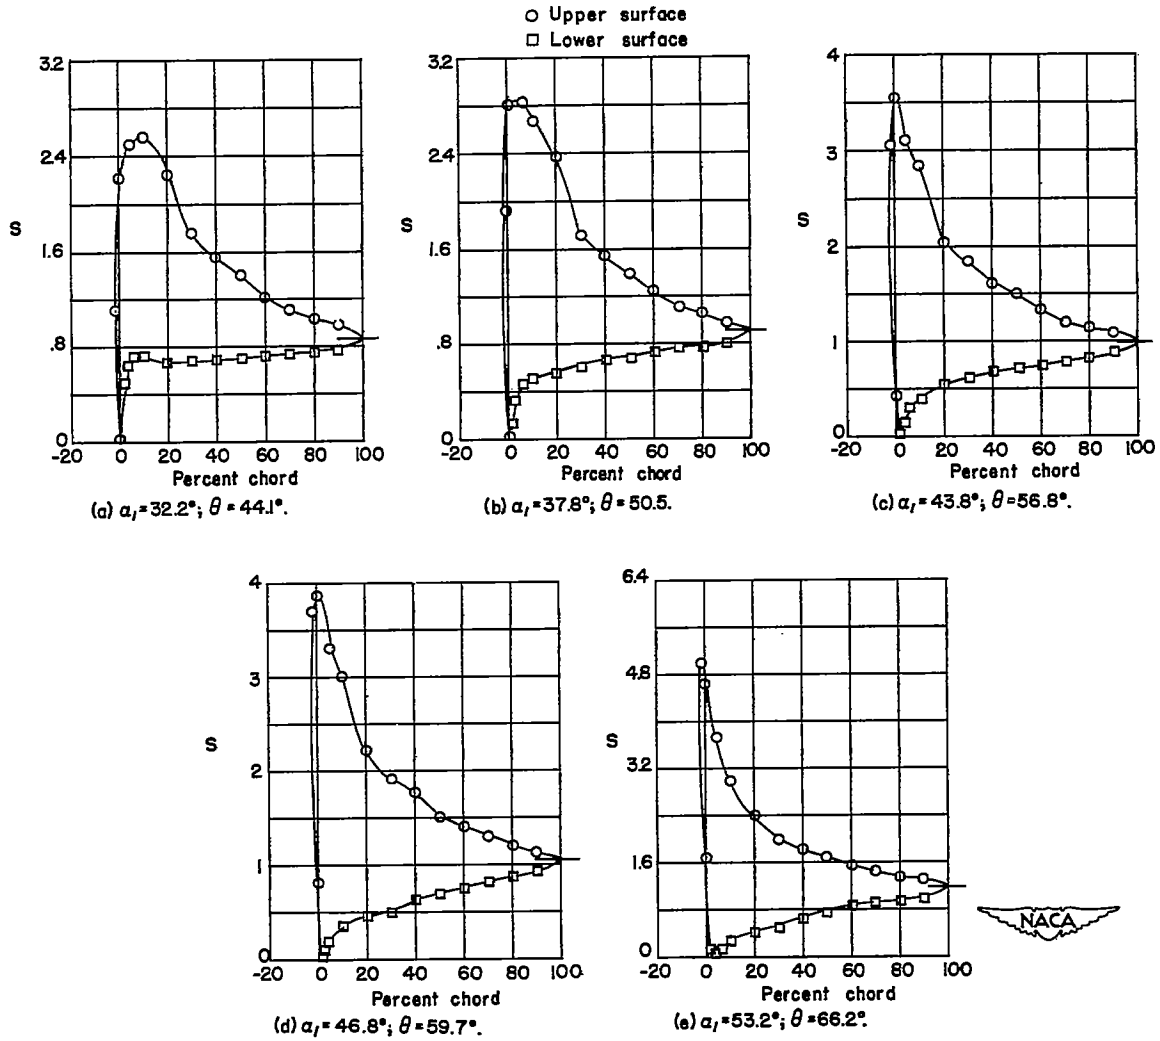 Upper surface
Lower surface
3.2
2.4
S
1.6
.8
0
-20 0 20 40 60 80 100
Percent chord
(a) α₁=32.2°; θ=44.1°.
3.2
2.4
S
1.6
.8
0
-20 0 20 40 60 80 100
Percent chord
(b) α₁=37.8°; θ=50.5.
4
3
S
2
1
0
-20 0 20 40 60 80 100
Percent chord
(c) α₁=43.8°; θ=56.8°.
4
3
S
2
1
0
-20 0 20 40 60 80 100
Percent chord
(d) α₁=46.8°; θ=59.7°.
6.4
4.8
S
3.2
1.6
0
-20 0 20 40 60 80 100
Percent chord
(e) α₁=53.2°; θ=66.2°.
NACA